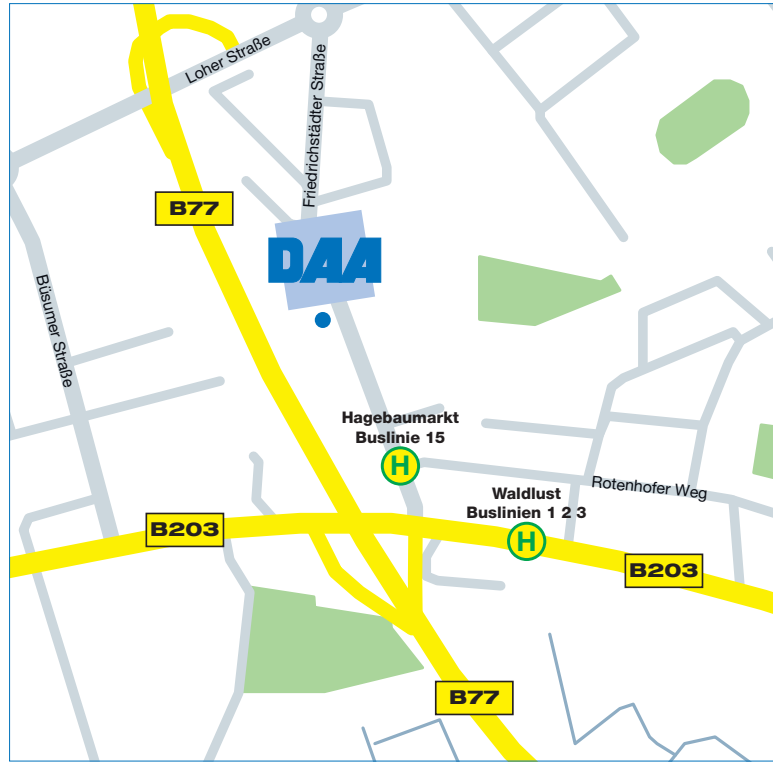 Loher Straße
Friedrichstädter Straße
B77
DAA
Büsumer Straße
Hagebaumarkt
Buslinie 15
H
Rotenhofer Weg
Waldlust
Buslinien 1 2 3
H
B203
B203
B77